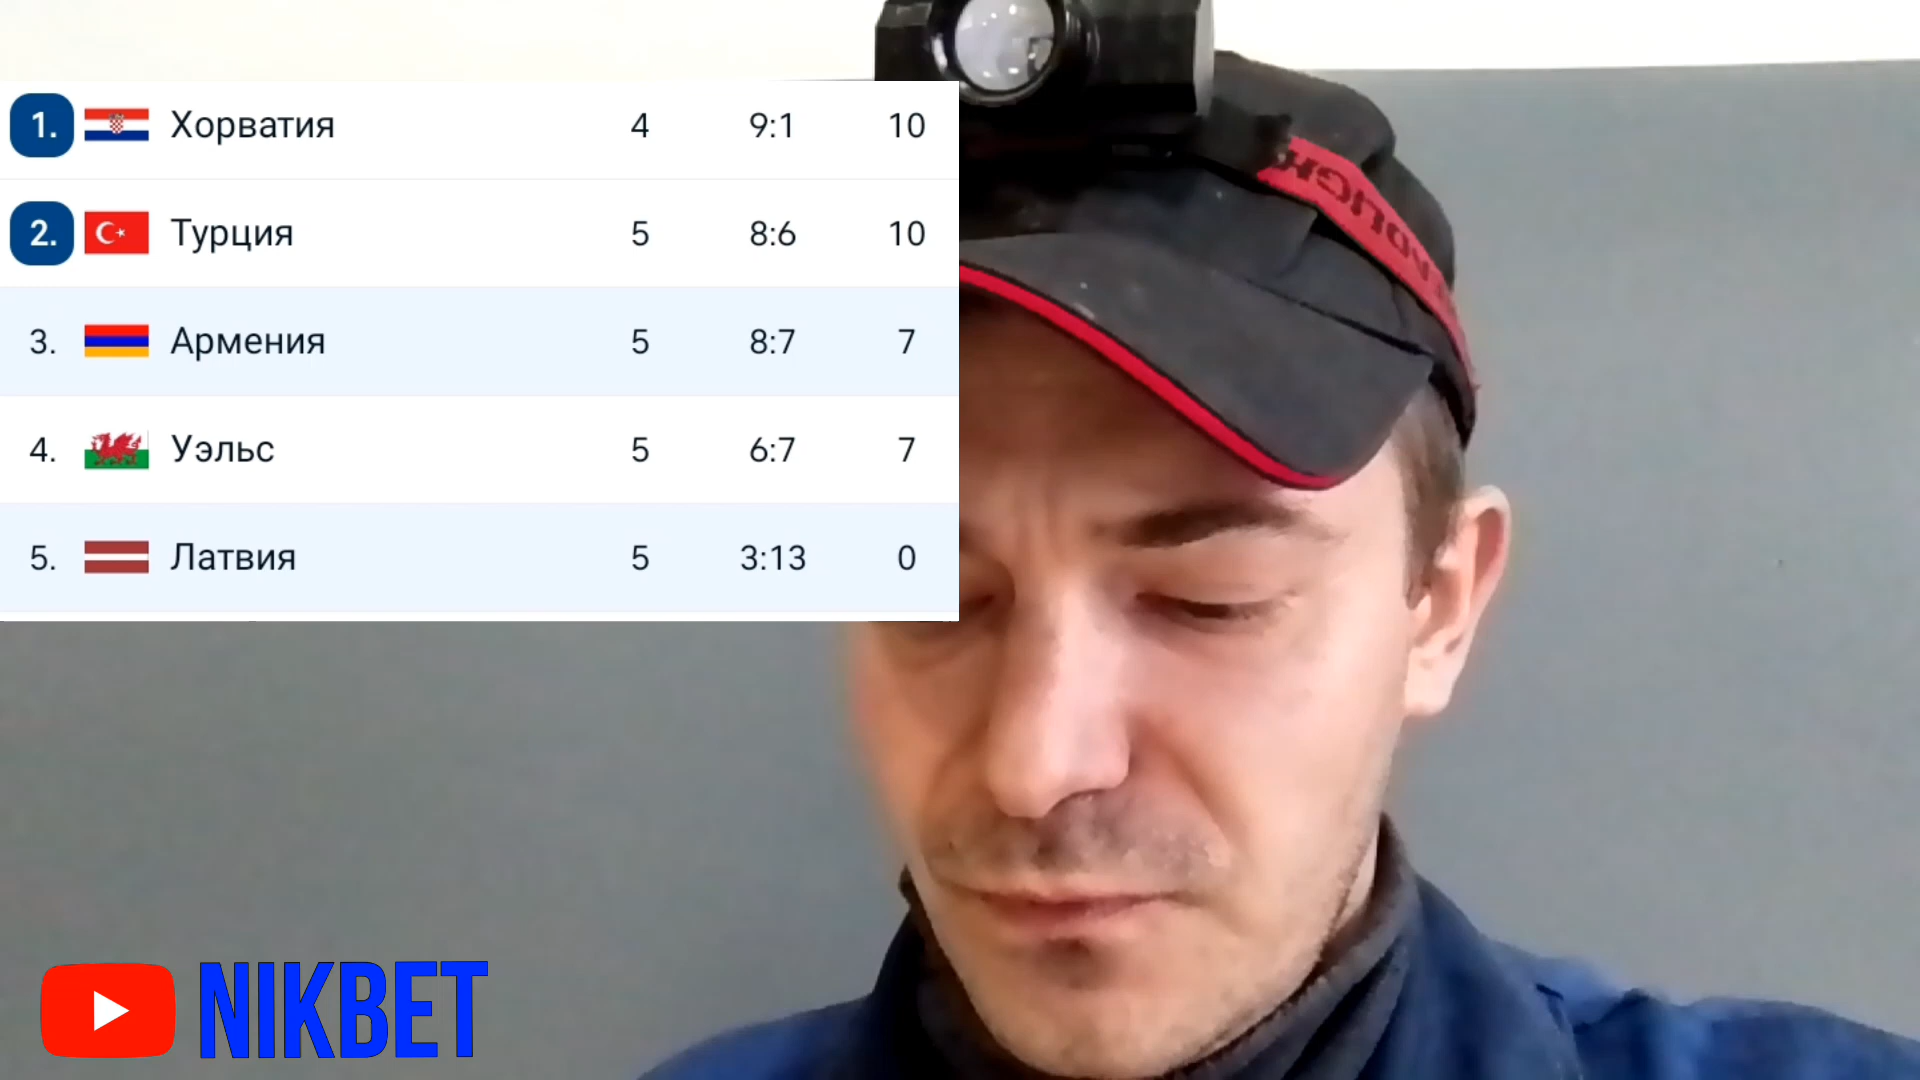 1. Хорватия 4 9:1 10
2. Турция 5 8:6 10
3. Армения 5 8:7 7
4. Уэльс 5 6:7 7
5. Латвия 5 3:13 0
NIKBET